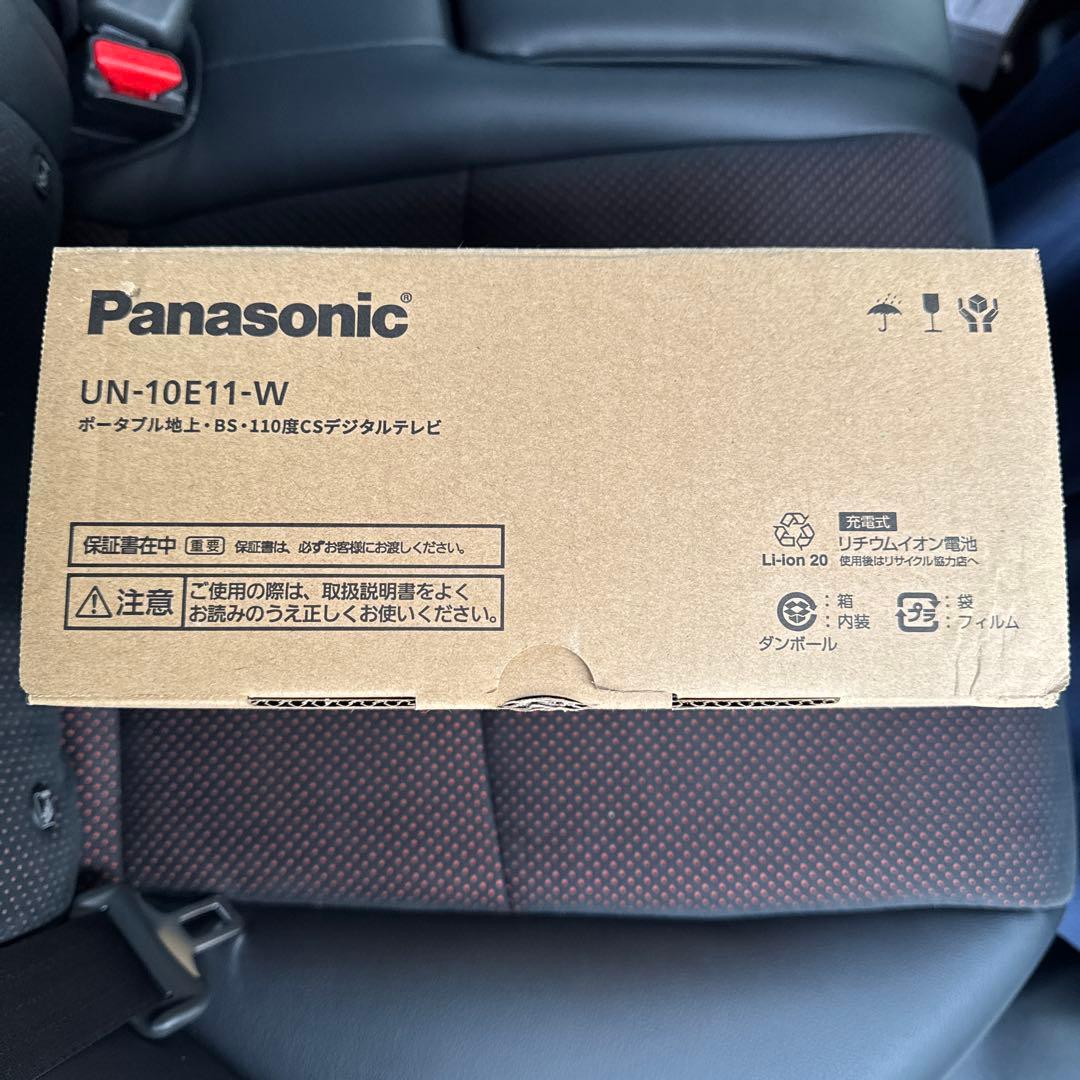 Panasonic®
UN-10E11-W
ポータブル地上・BS・110度CSデジタルテレビ
保証書在中 重要 保証書は、必ずお客様にお渡しください。
注意 ご使用の際は、取扱説明書をよく
お読みのうえ正しくお使いください。
充電式
リチウムイオン電池
Li-ion 20 使用後はリサイクル協力店へ
:箱
:内装
ダンボール
プラ
:袋
:フィルム